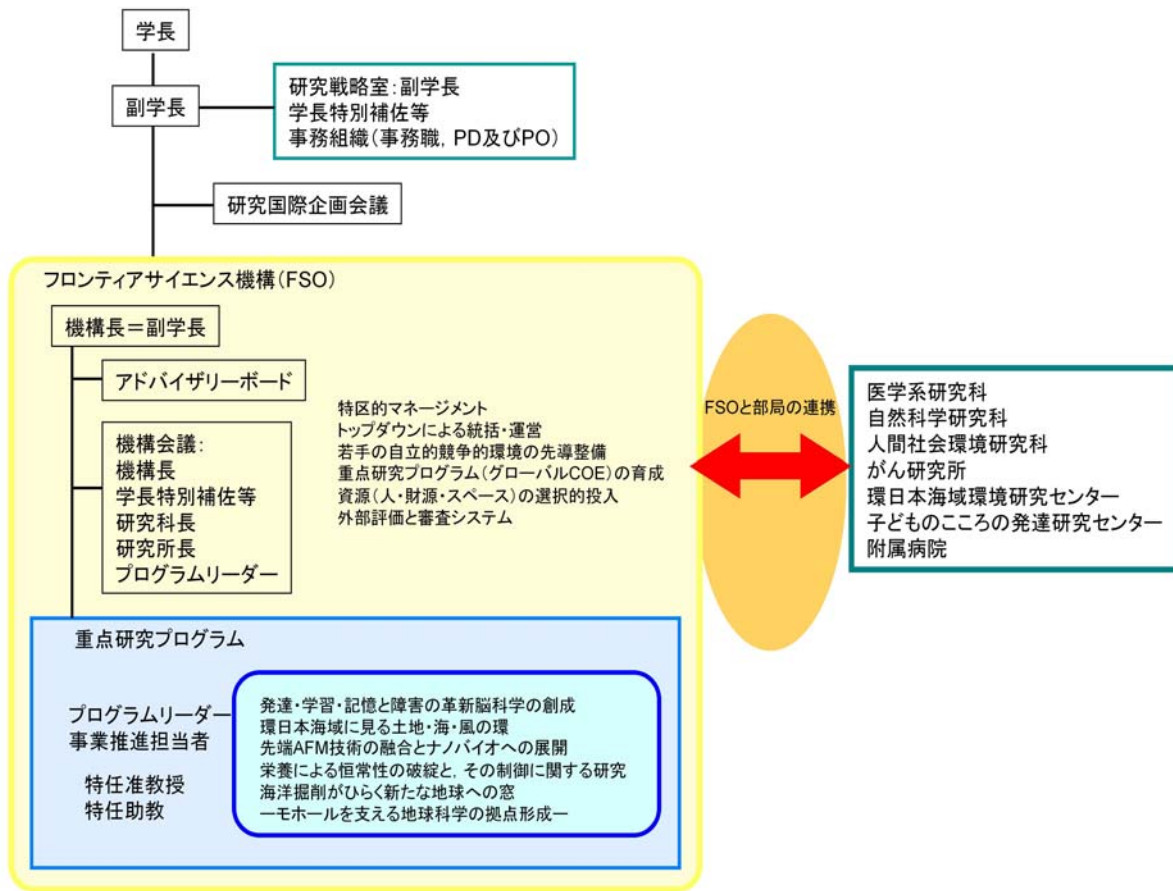 学長
副学長
研究戦略室:副学長
学長特別補佐等
事務組織(事務職, PD及びPO)
研究国際企画会議
フロンティアサイエンス機構(FSO)
機構長=副学長
アドバイザリーボード
機構会議:
機構長
学長特別補佐等
研究科長
研究所長
プログラムリーダー
特区的マネージメント
トップダウンによる統括・運営
若手の自立的競争的環境の先導整備
重点研究プログラム(グローバルCOE)の育成
資源(人・財源・スペース)の選択的投入
外部評価と審査システム
FSOと部局の連携
医学系研究科
自然科学研究科
人間社会環境研究科
がん研究所
環日本海域環境研究センター
子どものこころの発達研究センター
附属病院
重点研究プログラム
プログラムリーダー
事業推進担当者
特任准教授
特任助教
発達・学習・記憶と障害の革新脳科学の創成
環日本海域に見る土地・海・風の環
先端AFM技術の融合とナノバイオへの展開
栄養による恒常性の破綻と, その制御に関する研究
海洋掘削がひらく新たな地球への窓
ーモホールを支える地球科学の拠点形成ー